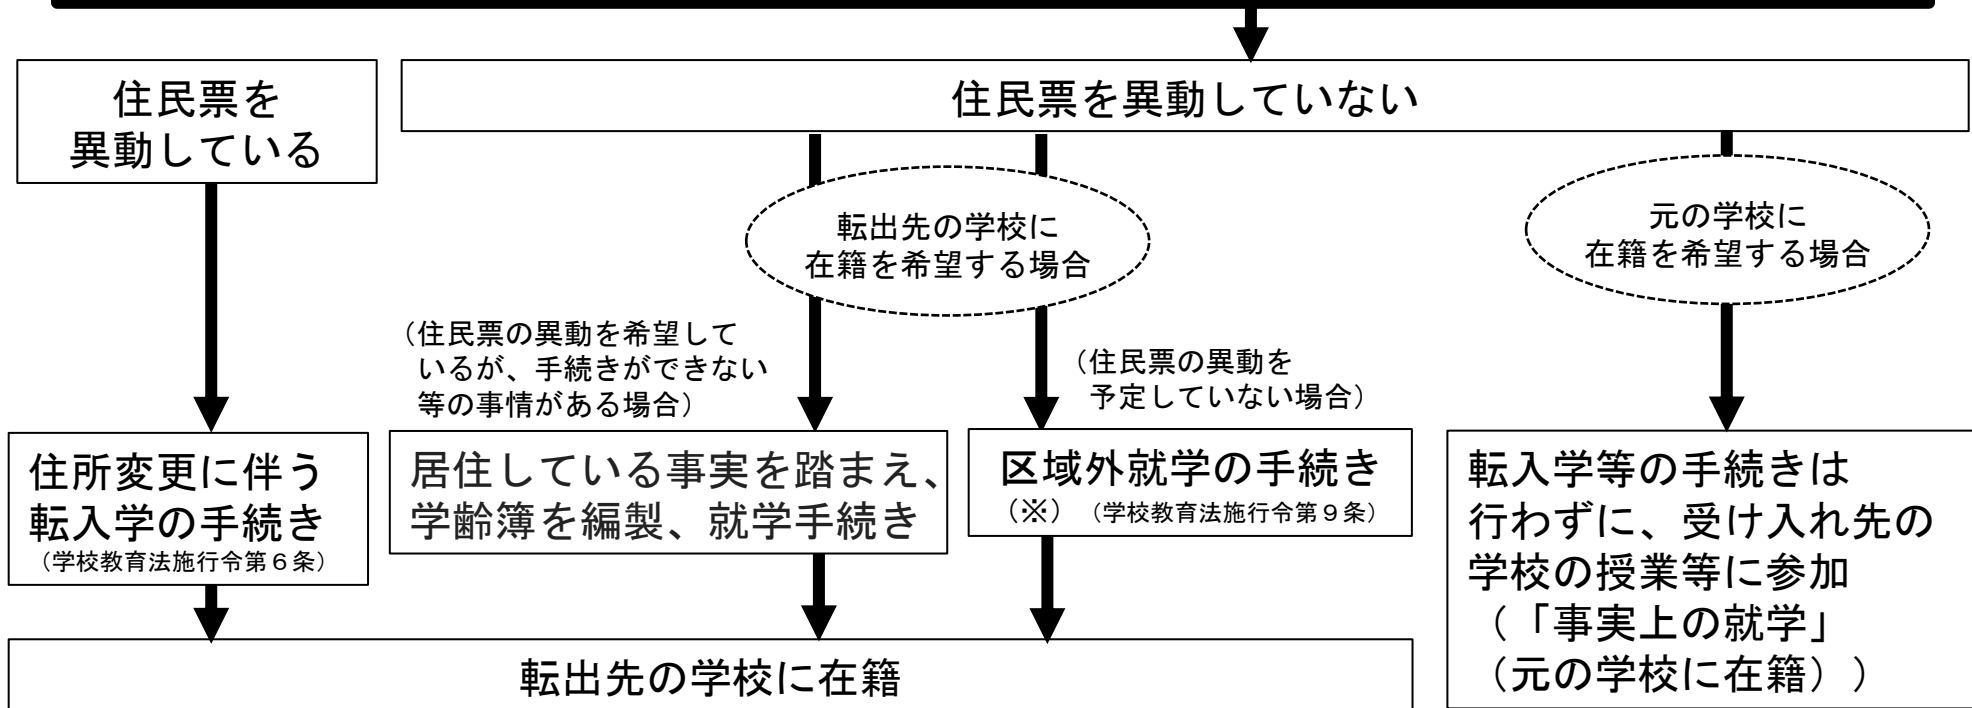 住民票を
異動している
住民票を異動していない
転出先の学校に
在籍を希望する場合
元の学校に
在籍を希望する場合
（住民票の異動を希望して
いるが、手続きができない
等の事情がある場合）
（住民票の異動を
予定していない場合）
住所変更に伴う
転入学の手続き
（学校教育法施行令第６条）
居住している事実を踏まえ、
学齢簿を編製、就学手続き
区域外就学の手続き
（※）（学校教育法施行令第９条）
転入学等の手続きは
行わずに、受け入れ先の
学校の授業等に参加
（「事実上の就学」
（元の学校に在籍））
転出先の学校に在籍